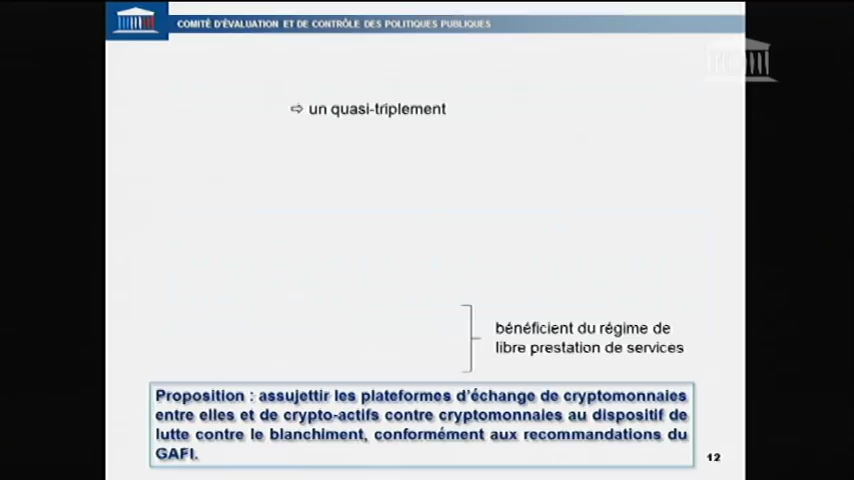 COMITÉ D'ÉVALUATION ET DE CONTRÔLE DES POLITIQUES PUBLIQUES
⇨ un quasi-triplement
bénéficient du régime de
libre prestation de services
Proposition : assujettir les plateformes d'échange de cryptomonnaies
entre elles et de crypto-actifs contre cryptomonnaies au dispositif de
lutte contre le blanchiment, conformément aux recommandations du
GAFI.
12